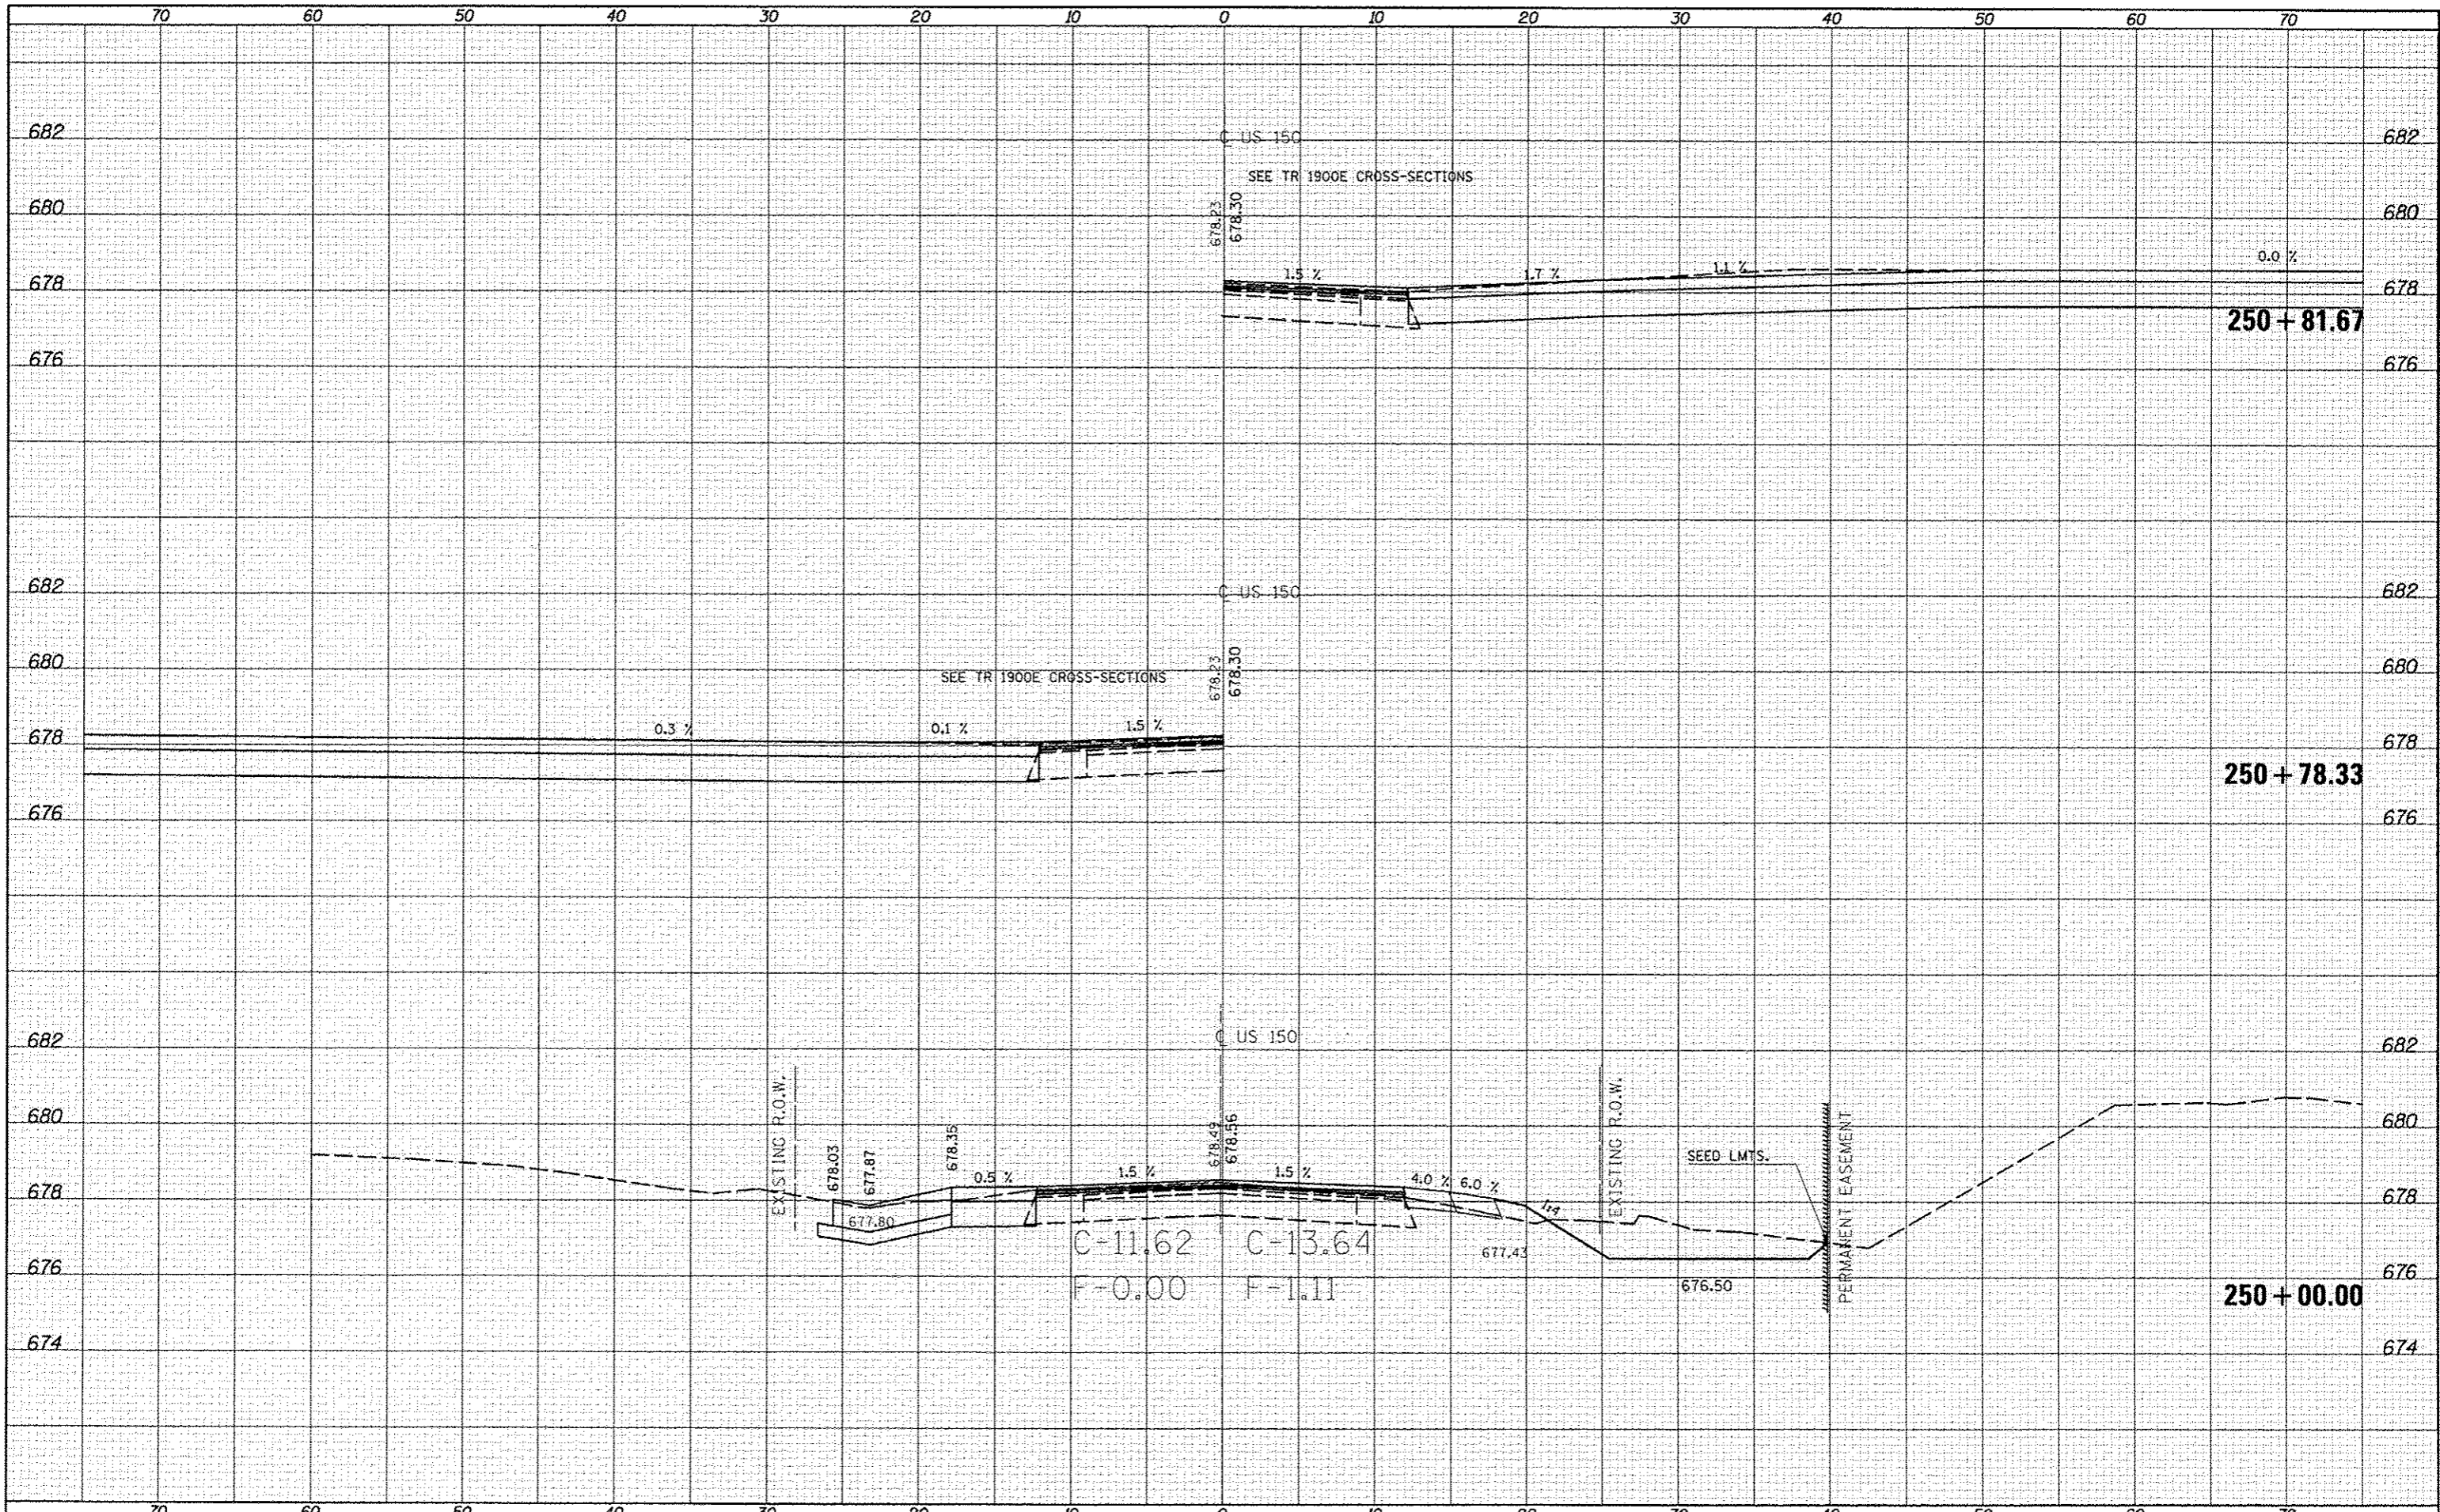 70 60 50 40 30 20 10 0 10 20 30 40 50 60 70
682 ℄ US 150 682
SEE TR 1900E CROSS-SECTIONS
680 678.23 678.30 680
678 1.5 % 1.7 % 1.1 % 0.0 % 678
250 + 81.67
676 676
682 ℄ US 150 682
680 678.23 678.30 680
SEE TR 1900E CROSS-SECTIONS
678 0.3 % 0.1 % 1.5 % 678
250 + 78.33
676 676
682 ℄ US 150 682
680 EXISTING R.O.W. 678.03 677.87 678.35 678.49 678.56 EXISTING R.O.W. PERMANENT EASEMENT 680
SEED LMTS.
678 0.5 % 1.5 % 1.5 % 4.0 % 6.0 % 1:4 678
677.80
C-11.62 C-13.64 677.43
676 F-0.00 F-1.11 676.50 676
250 + 00.00
674 674
70 60 50 40 30 20 10 0 10 20 30 40 50 60 70